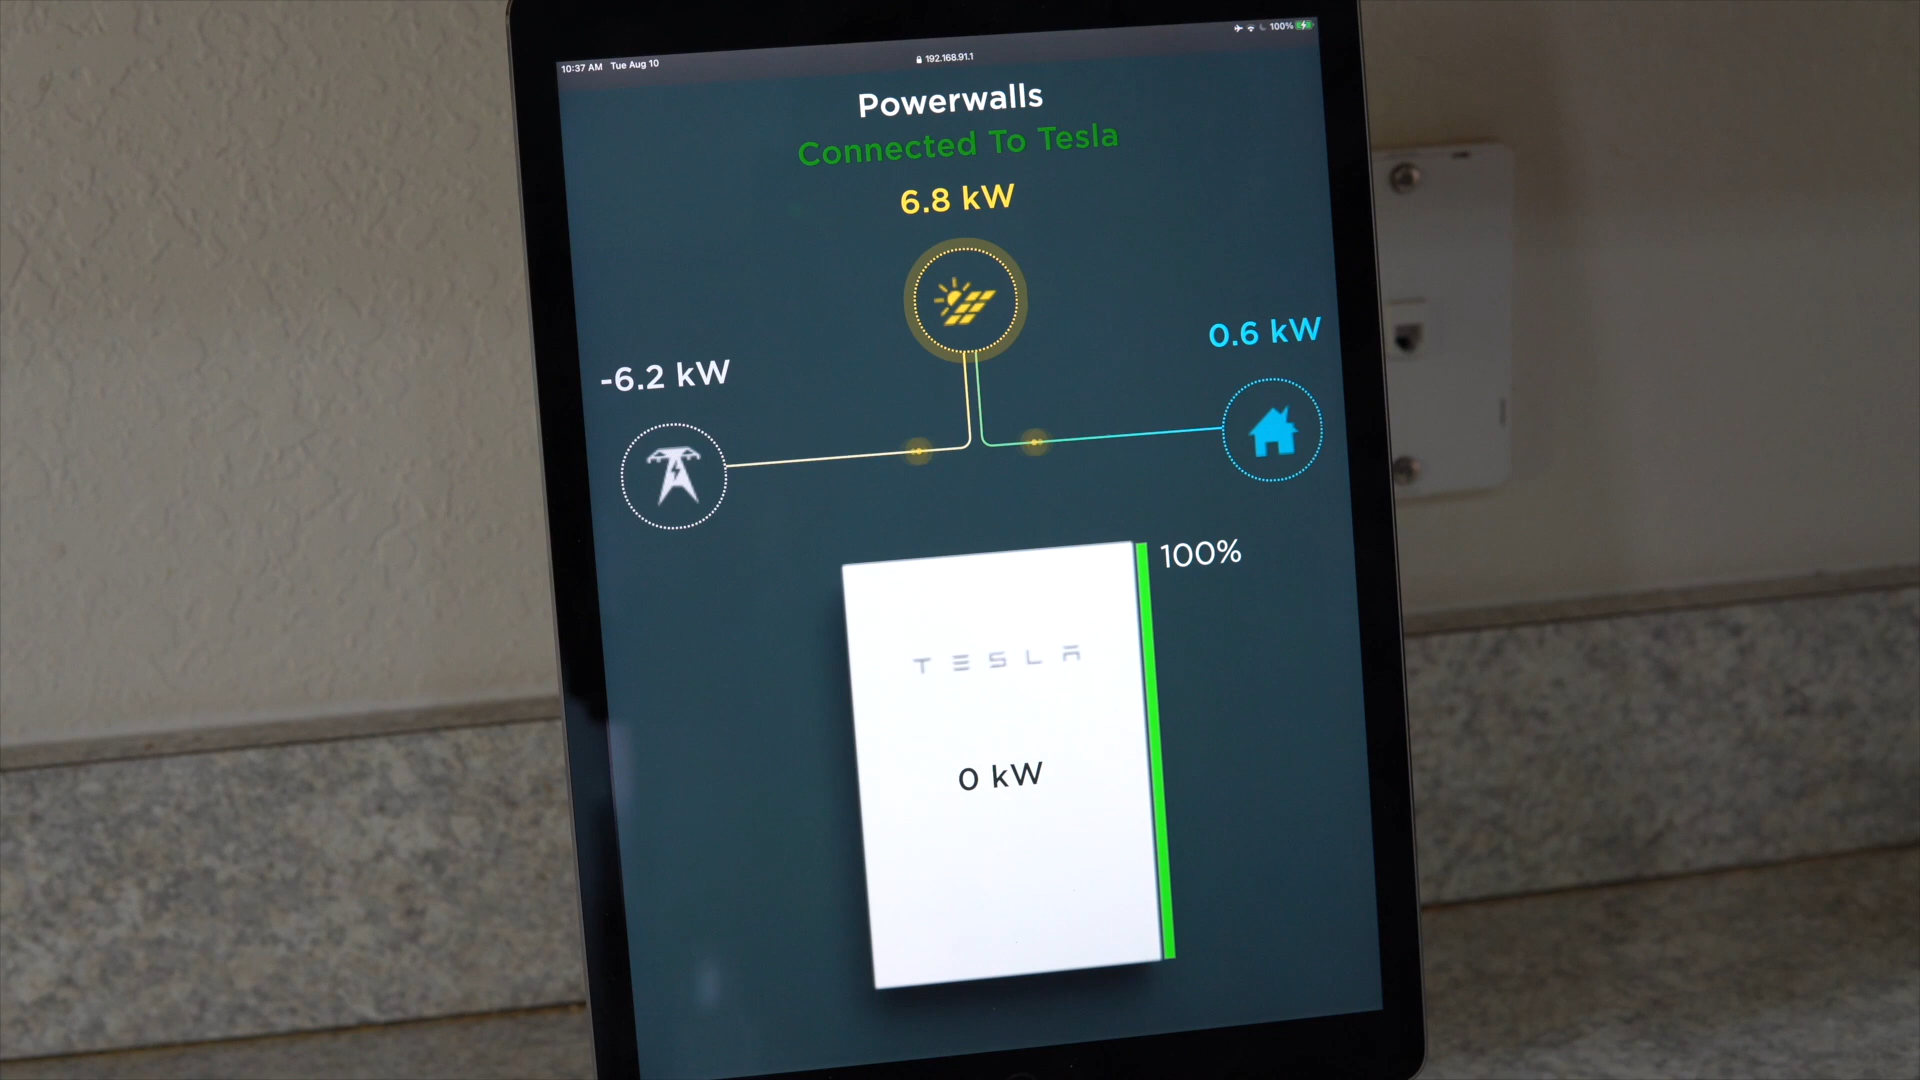 10:37 AM Tue Aug 10
192.168.91.1
100%
Powerwalls
Connected To Tesla
6.8 kW
-6.2 kW
0.6 kW
100%
TESLA
0 kW